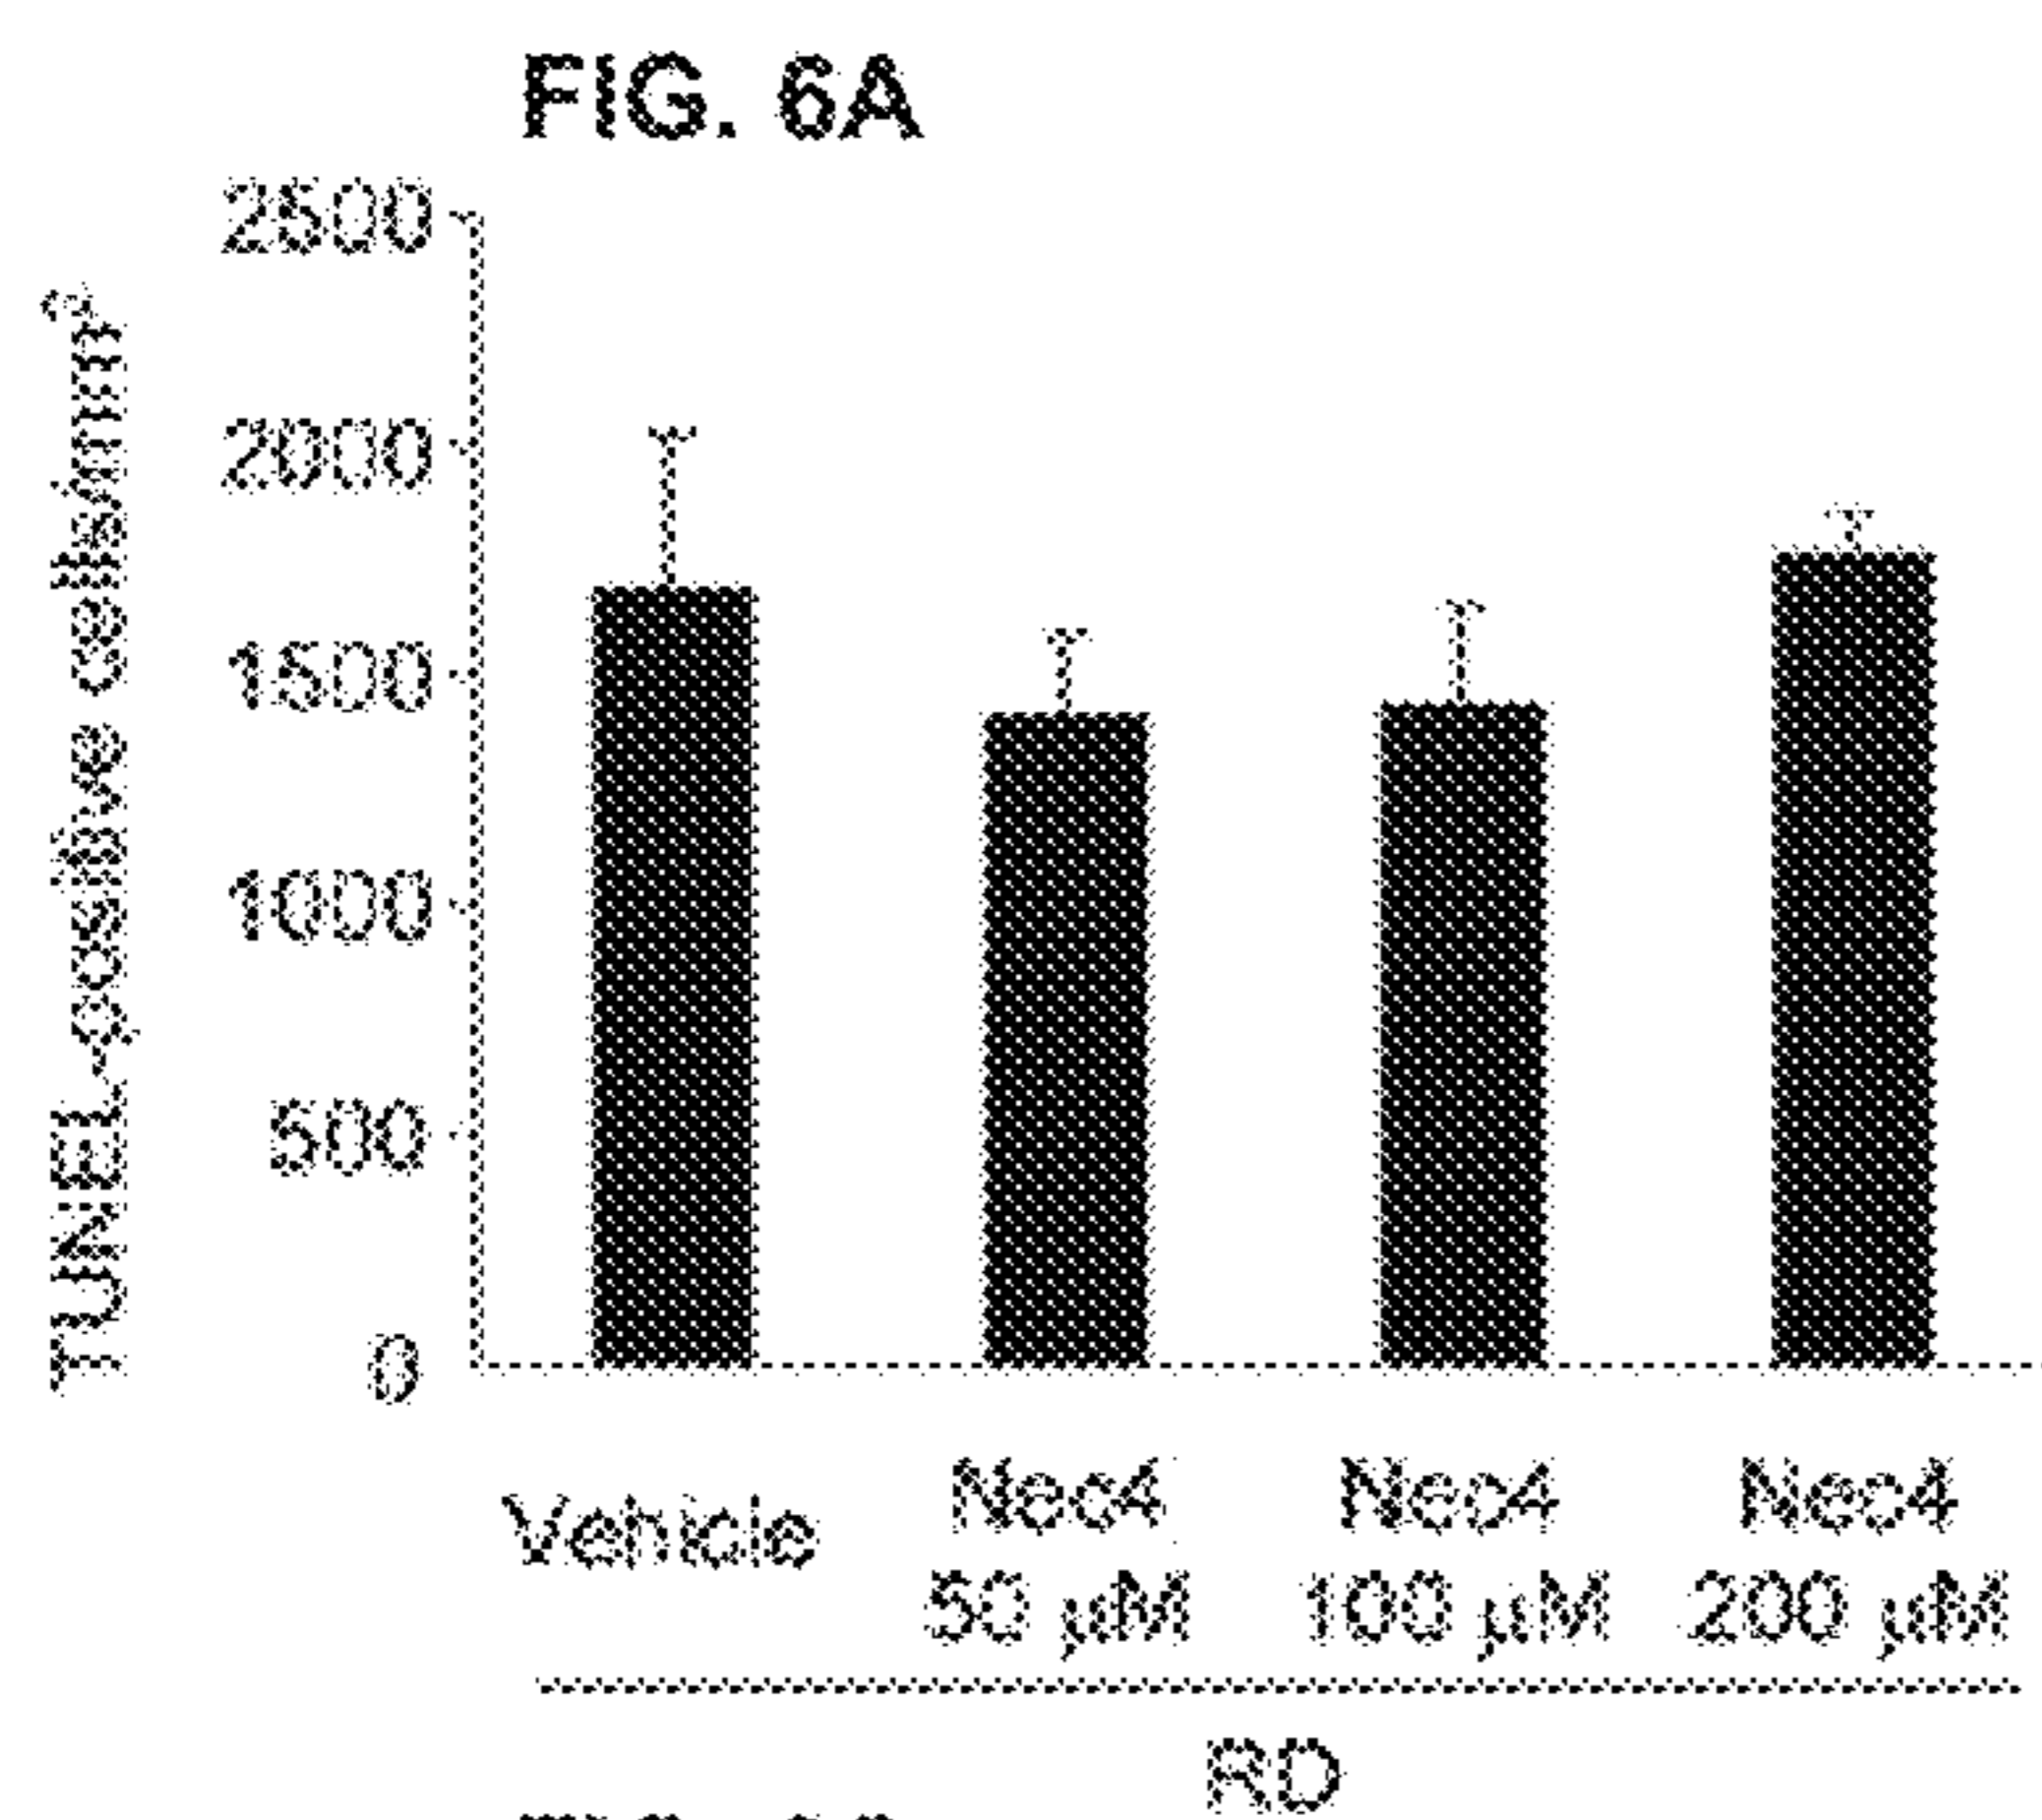 FIG. 6A
TUNEL-positive cells/mm²
2500
2000
1500
1000
500
0
Vehicle
Nec4
50 μM
Nec4
100 μM
Nec4
200 μM
RD